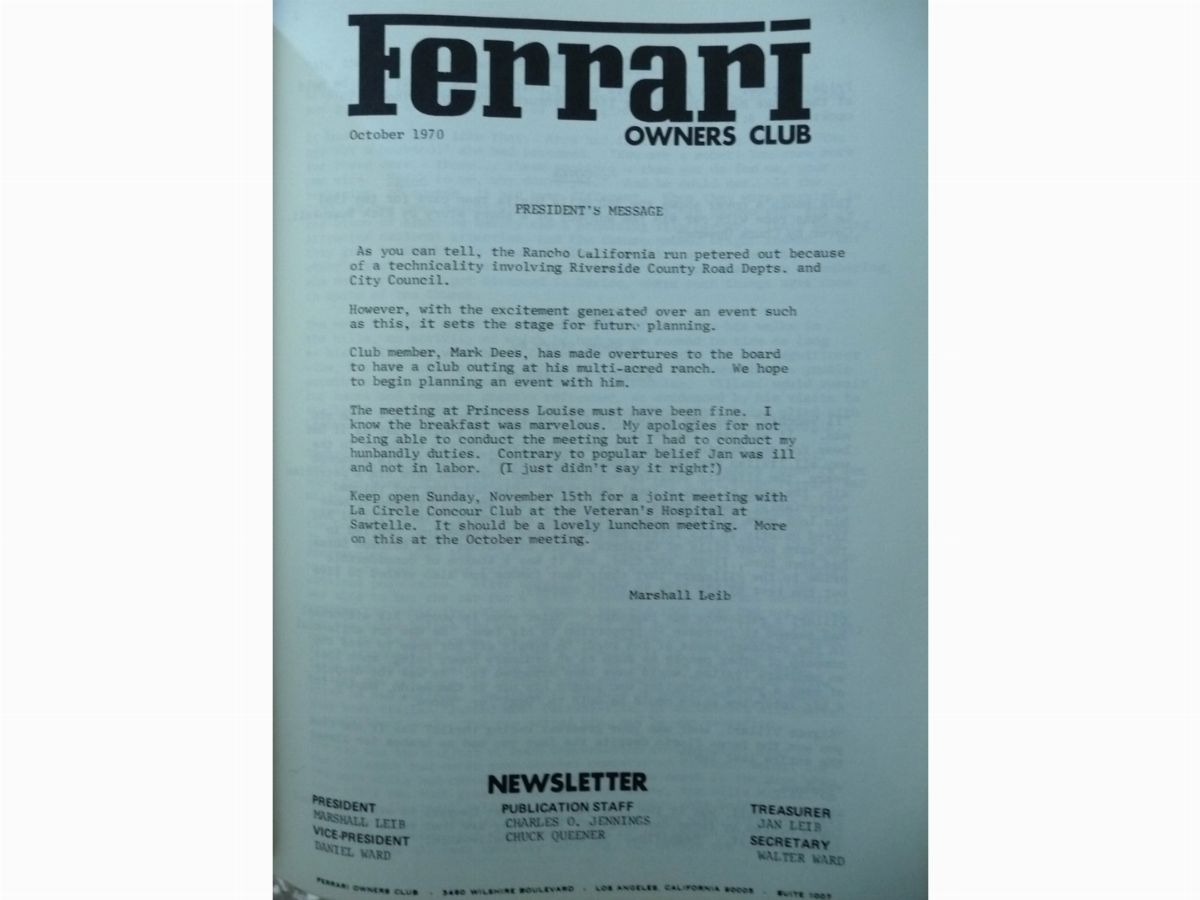 Ferrari
OWNERS CLUB
October 1970
PRESIDENT'S MESSAGE
As you can tell, the Rancho California run petered out because
of a technicality involving Riverside County Road Depts. and
City Council.
However, with the excitement generated over an event such
as this, it sets the stage for future planning.
Club member, Mark Dees, has made overtures to the board
to have a club outing at his multi-acred ranch. We hope
to begin planning an event with him.
The meeting at Princess Louise must have been fine. I
know the breakfast was marvelous. My apologies for not
being able to conduct the meeting but I had to conduct my
hunbandly duties. Contrary to popular belief Jan was ill
and not in labor. (I just didn't say it right!)
Keep open Sunday, November 15th for a joint meeting with
La Circle Concour Club at the Veteran's Hospital at
Sawtelle. It should be a lovely luncheon meeting. More
on this at the October meeting.
Marshall Leib
NEWSLETTER
PRESIDENT
MARSHALL LEIB
VICE-PRESIDENT
DANIEL WARD
PUBLICATION STAFF
CHARLES O. JENNINGS
CHUCK QUEENER
TREASURER
JAN LEIB
SECRETARY
WALTER WARD
FERRARI OWNERS CLUB - 3460 WILSHIRE BOULEVARD - LOS ANGELES, CALIFORNIA 90005 - SUITE